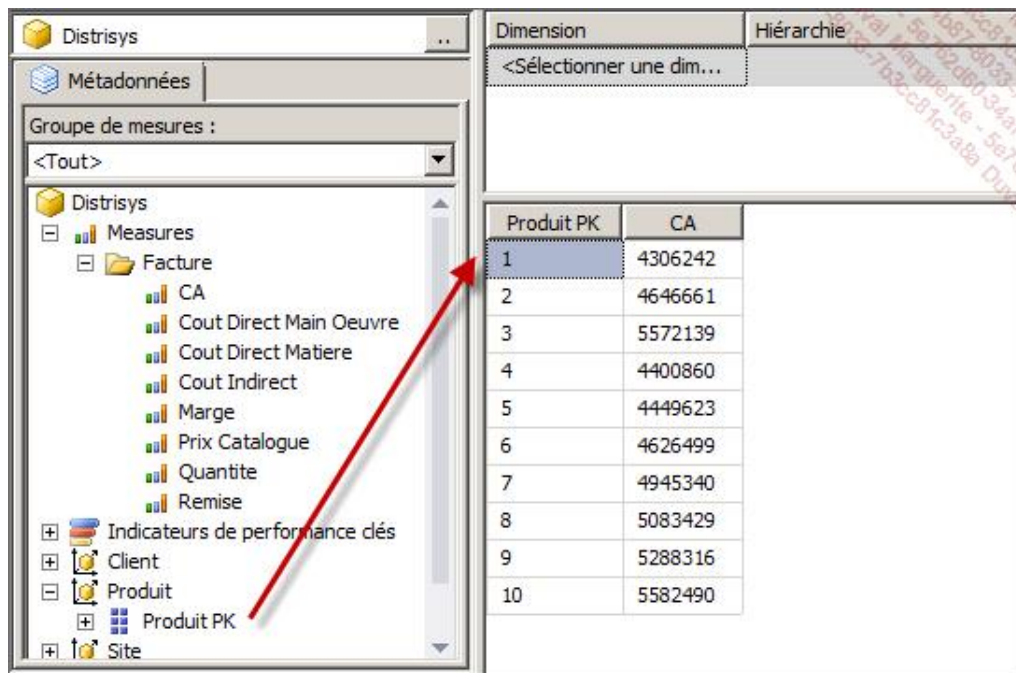 Distrisys
..
Métadonnées
Groupe de mesures :
<Tout>
Distrisys
Measures
Facture
CA
Cout Direct Main Oeuvre
Cout Direct Matiere
Cout Indirect
Marge
Prix Catalogue
Quantite
Remise
Indicateurs de performance clés
Client
Produit
Produit PK
Site
Dimension Hiérarchie
<Sélectionner une dim...
Produit PK CA
1 4306242
2 4646661
3 5572139
4 4400860
5 4449623
6 4626499
7 4945340
8 5083429
9 5288316
10 5582490